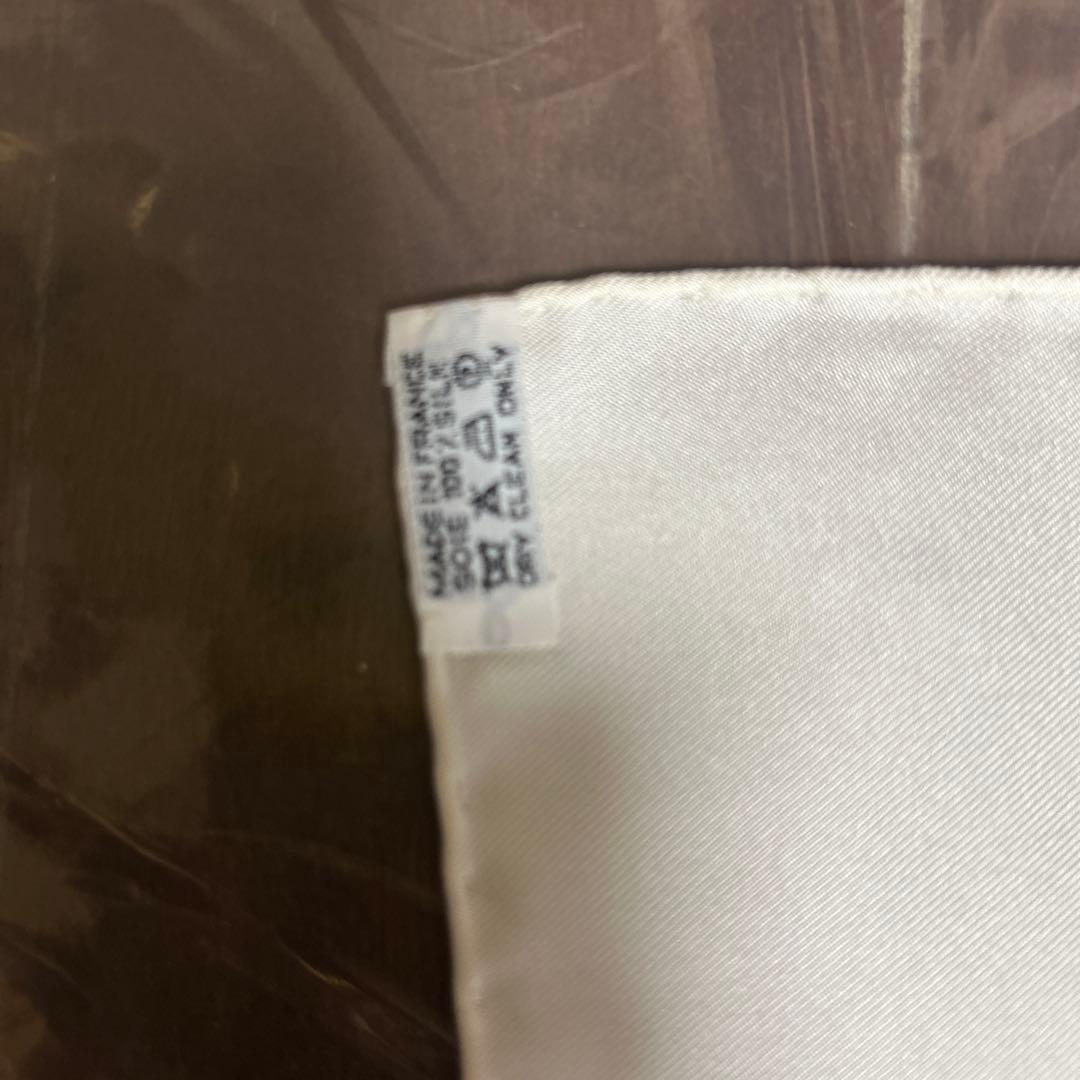 MADE IN FRANCE
SOIE 100% SILK
DRY CLEAN ONLY